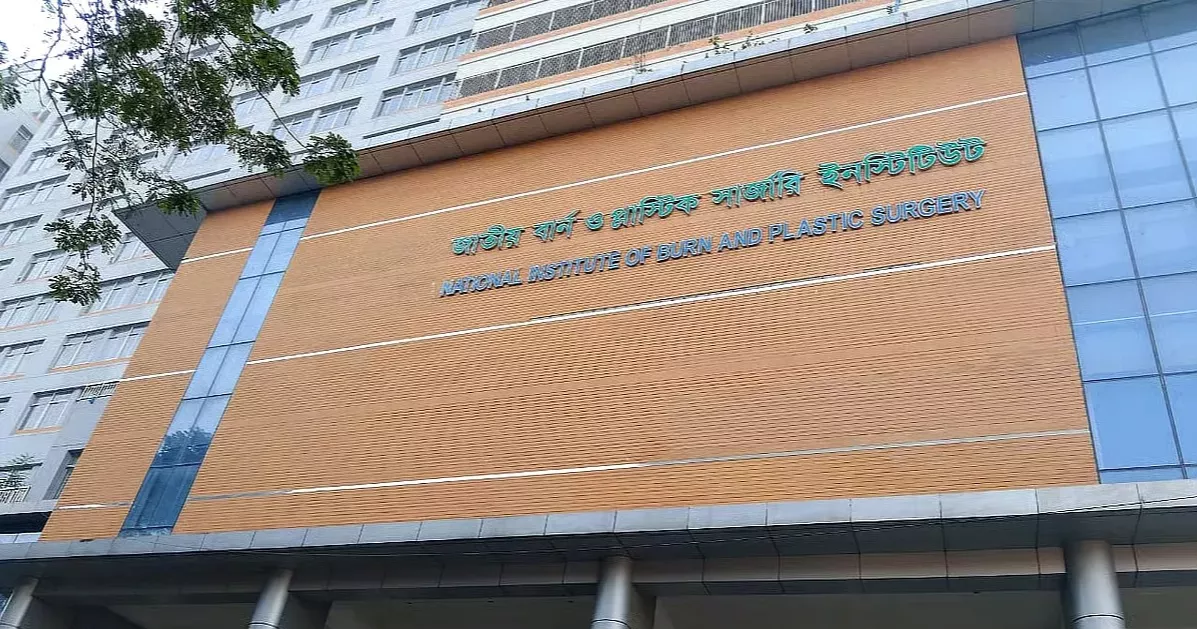 জাতীয় বার্ন ও প্লাস্টিক সার্জারি ইনস্টিটিউট
NATIONAL INSTITUTE OF BURN AND PLASTIC SURGERY